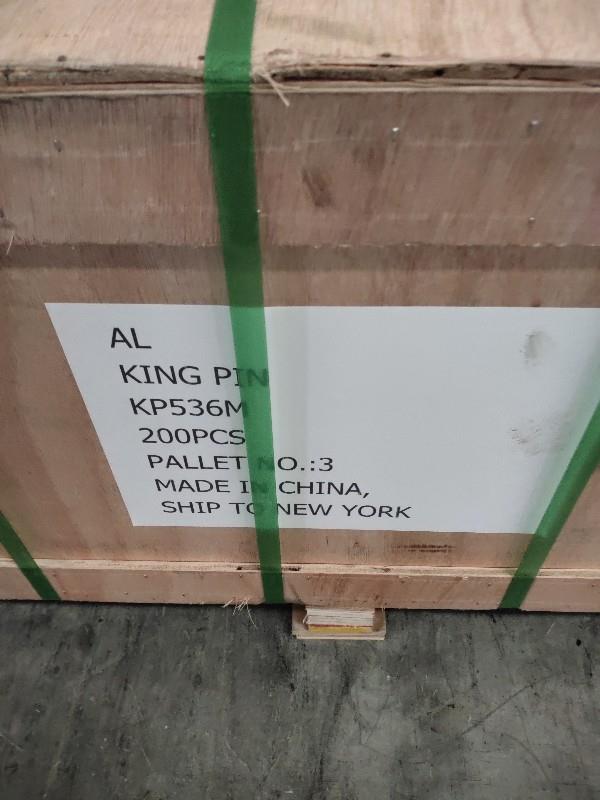 AL
KING PIN
KP536M
200PCS
PALLET NO.:3
MADE IN CHINA,
SHIP TO NEW YORK